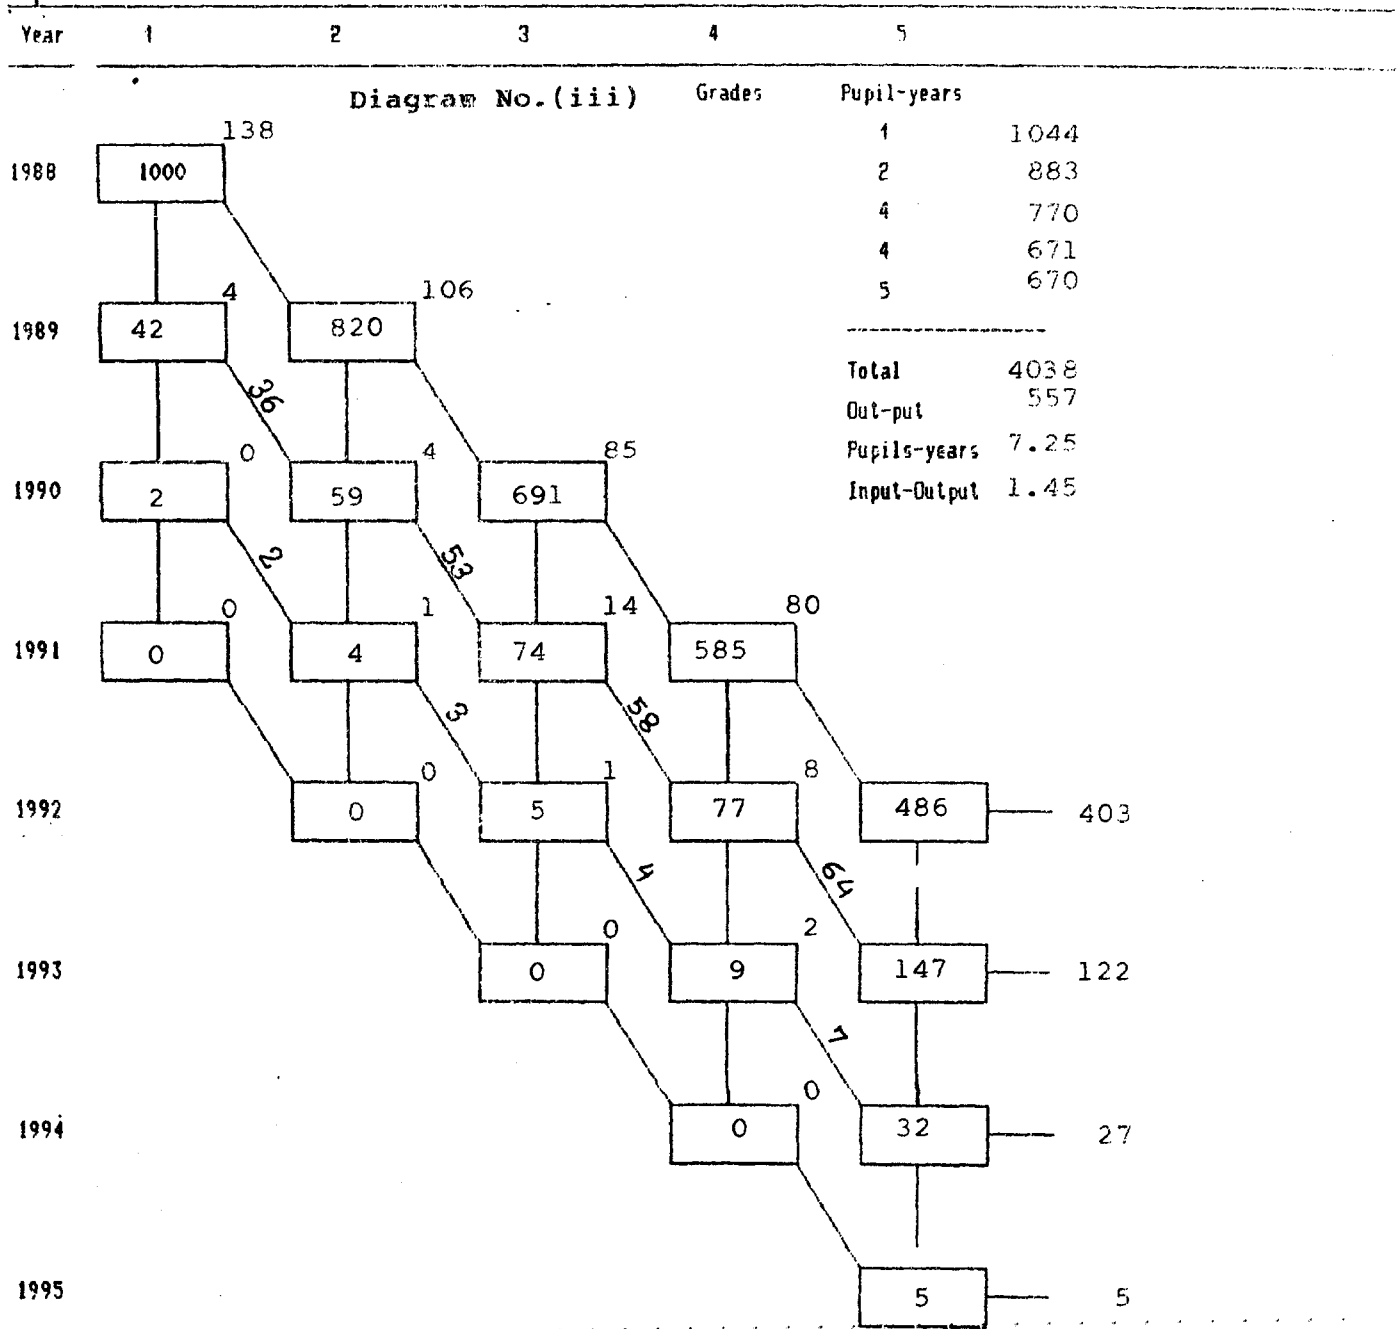 Year 1 2 3 4 5
Diagram No.(iii) Grades Pupil-years
138 1 1044
1988 1000 2 883
4 770
4 671
5 670
4 106
1989 42 820
Total 4038
36 Out-put 557
0 4 85 Pupils-years 7.25
1990 2 59 691 Input-Output 1.45
2 53
0 1 14 80
1991 0 4 74 585
3 58
0 1 8
1992 0 5 77 486 403
4 64
0 2
1993 0 9 147 122
7
0
1994 0 32 27
1995 5 5